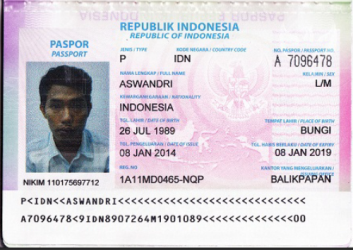 REPUBLIK INDONESIA
REPUBLIC OF INDONESIA
PASPOR
PASSPORT
JENIS / TYPE KODE NEGARA / COUNTRY CODE NO. PASPOR / PASSPORT NO.
P IDN A 7096478
NAMA LENGKAP / FULL NAME KELAMIN / SEX
ASWANDRI L/M
KEWARGANEGARAAN / NATIONALITY
INDONESIA
TGL. LAHIR / DATE OF BIRTH TEMPAT LAHIR / PLACE OF BIRTH
26 JUL 1989 BUNGI
TGL. PENGELUARAN / DATE OF ISSUE TGL. HABIS BERLAKU / DATE OF EXPIRY
08 JAN 2014 08 JAN 2019
REG. NO. KANTOR YANG MENGELUARKAN /
NIKIM 110175697712 1A11MD0465-NQP BALIKPAPAN
P<IDN<<ASWANDRI<<<<<<<<<<<<<<<<<<<<<<<<<<<<<
A7096478<9IDN8907264M1901089<<<<<<<<<<<<<<00